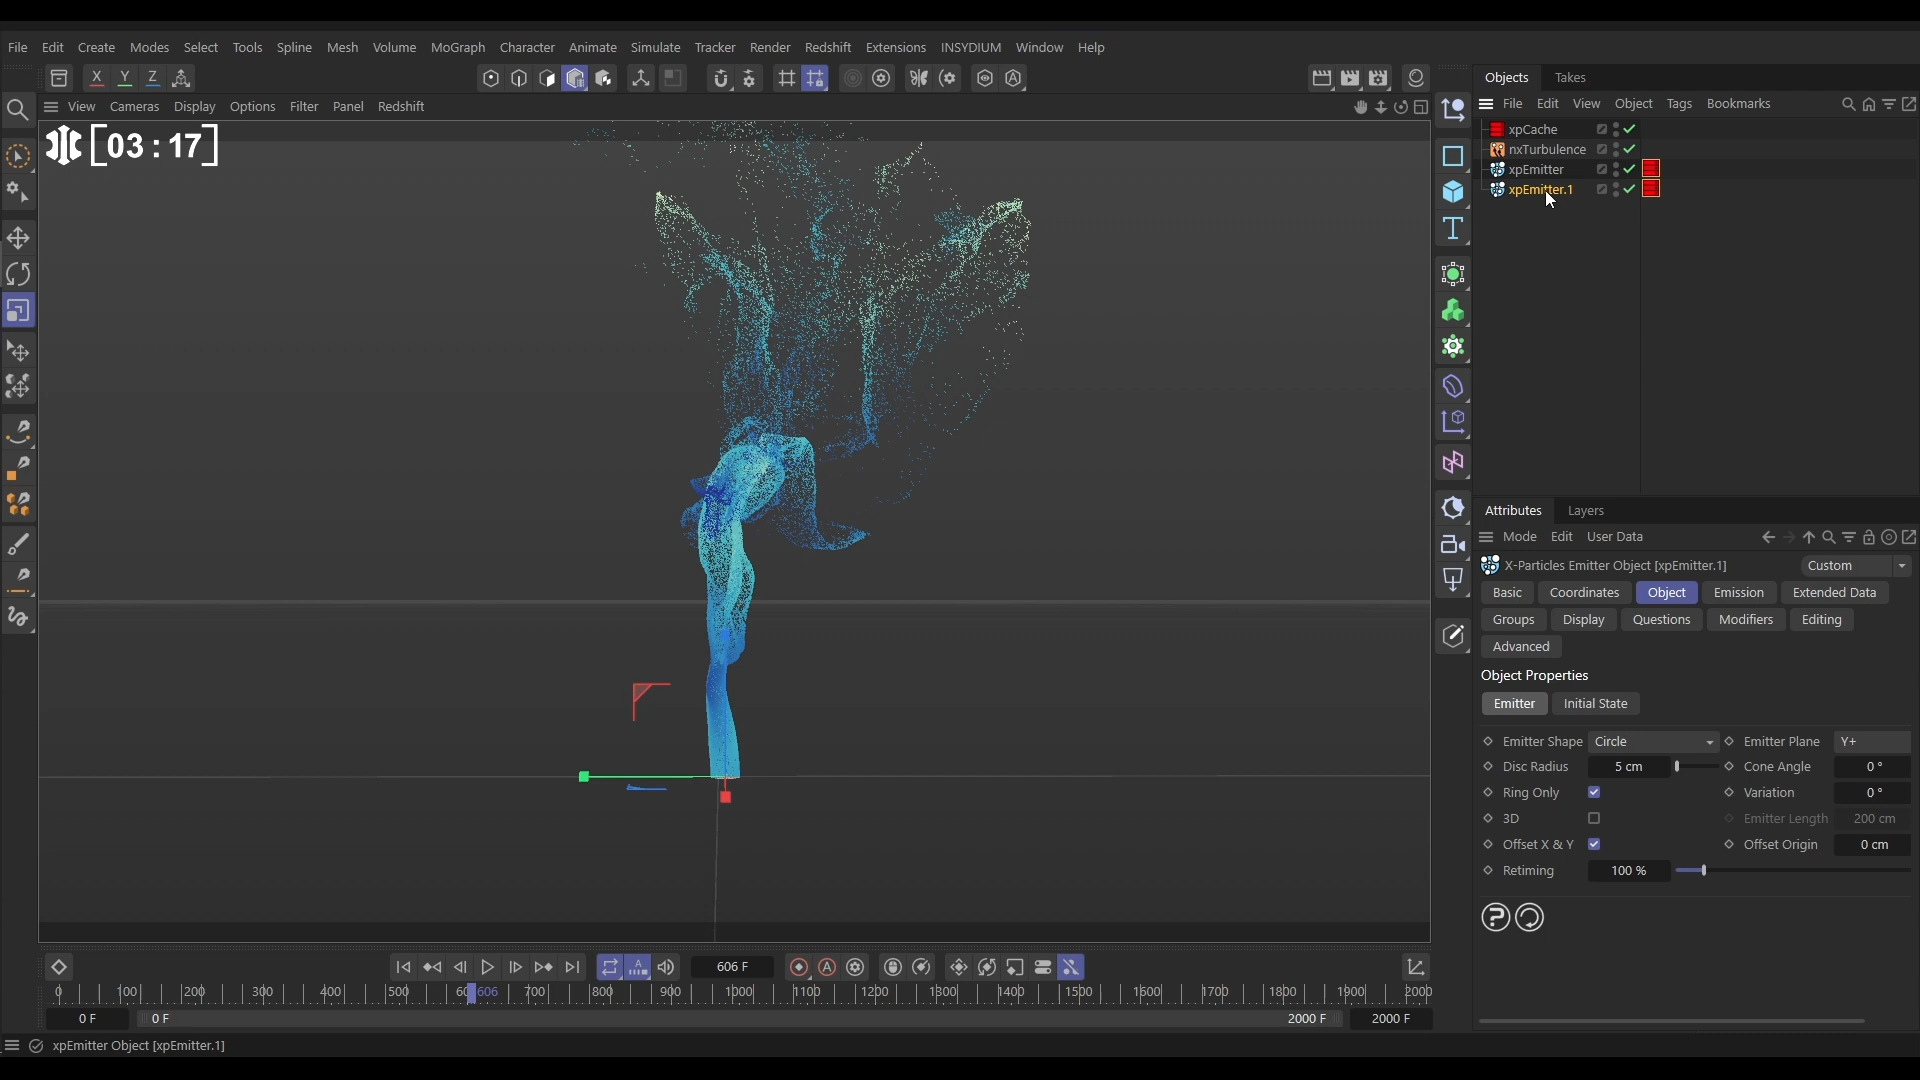 File Edit Create Modes Select Tools Spline Mesh Volume MoGraph Character Animate Simulate Tracker Render Redshift Extensions INSYDIUM Window Help
X Y Z
Objects Takes
View Cameras Display Options Filter Panel Redshift
File Edit View Object Tags Bookmarks
[03:17]
xpCache
nxTurbulence
xpEmitter
xpEmitter.1
Attributes Layers
Mode Edit User Data
X-Particles Emitter Object [xpEmitter.1] Custom
Basic Coordinates Object Emission Extended Data
Groups Display Questions Modifiers Editing
Advanced
Object Properties
Emitter Initial State
Emitter Shape Circle Emitter Plane Y+
Disc Radius 5 cm Cone Angle 0 °
Ring Only Variation 0 °
3D Emitter Length 200 cm
Offset X & Y Offset Origin 0 cm
Retiming 100 %
606 F
0 100 200 300 400 500 606 700 800 900 1000 1100 1200 1300 1400 1500 1600 1700 1800 1900 2000
0 F 0 F 2000 F 2000 F
xpEmitter Object [xpEmitter.1]